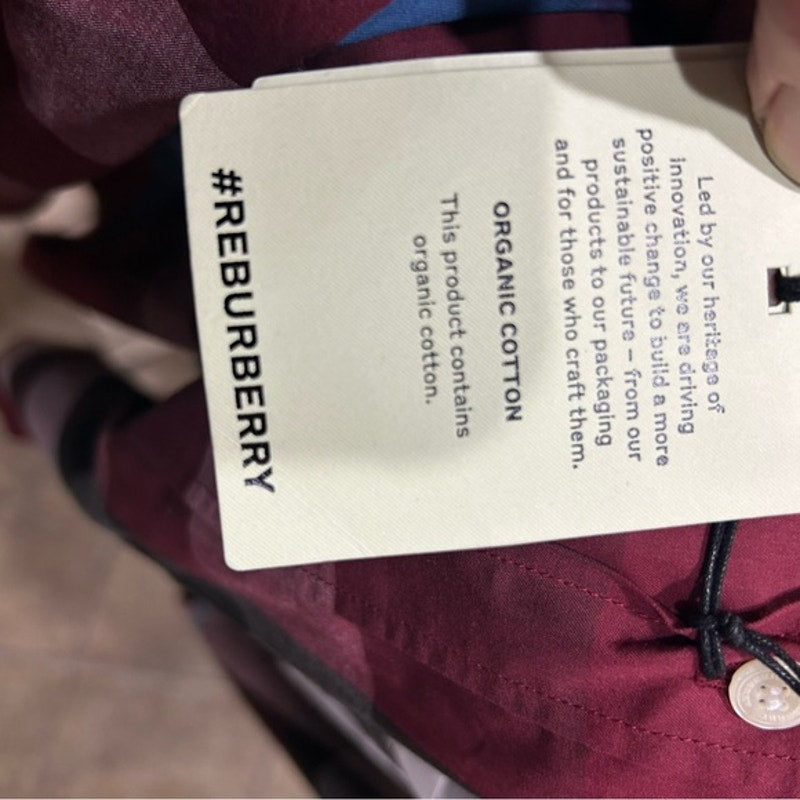 Led by our heritage of
innovation, we are driving
positive change to build a more
sustainable future – from our
products to our packaging
and for those who craft them.
ORGANIC COTTON
This product contains
organic cotton.
#REBURBERRY